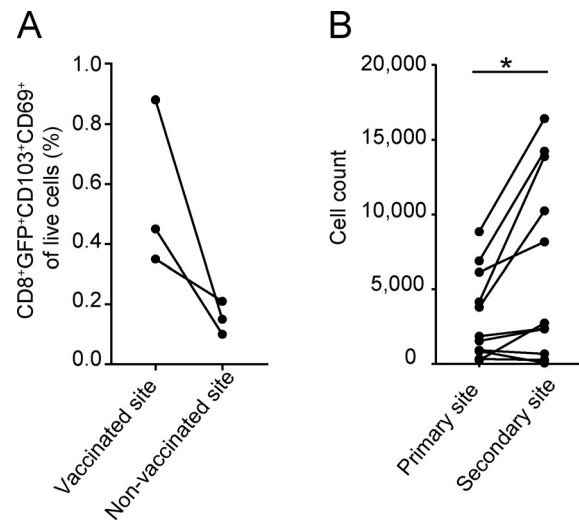 A
CD8⁺GFP⁺CD103⁺CD69⁺
of live cells (%)
1.0
0.8
0.6
0.4
0.2
0.0
Vaccinated site
Non-vaccinated site
B
*
Cell count
20,000
15,000
10,000
5,000
0
Primary site
Secondary site